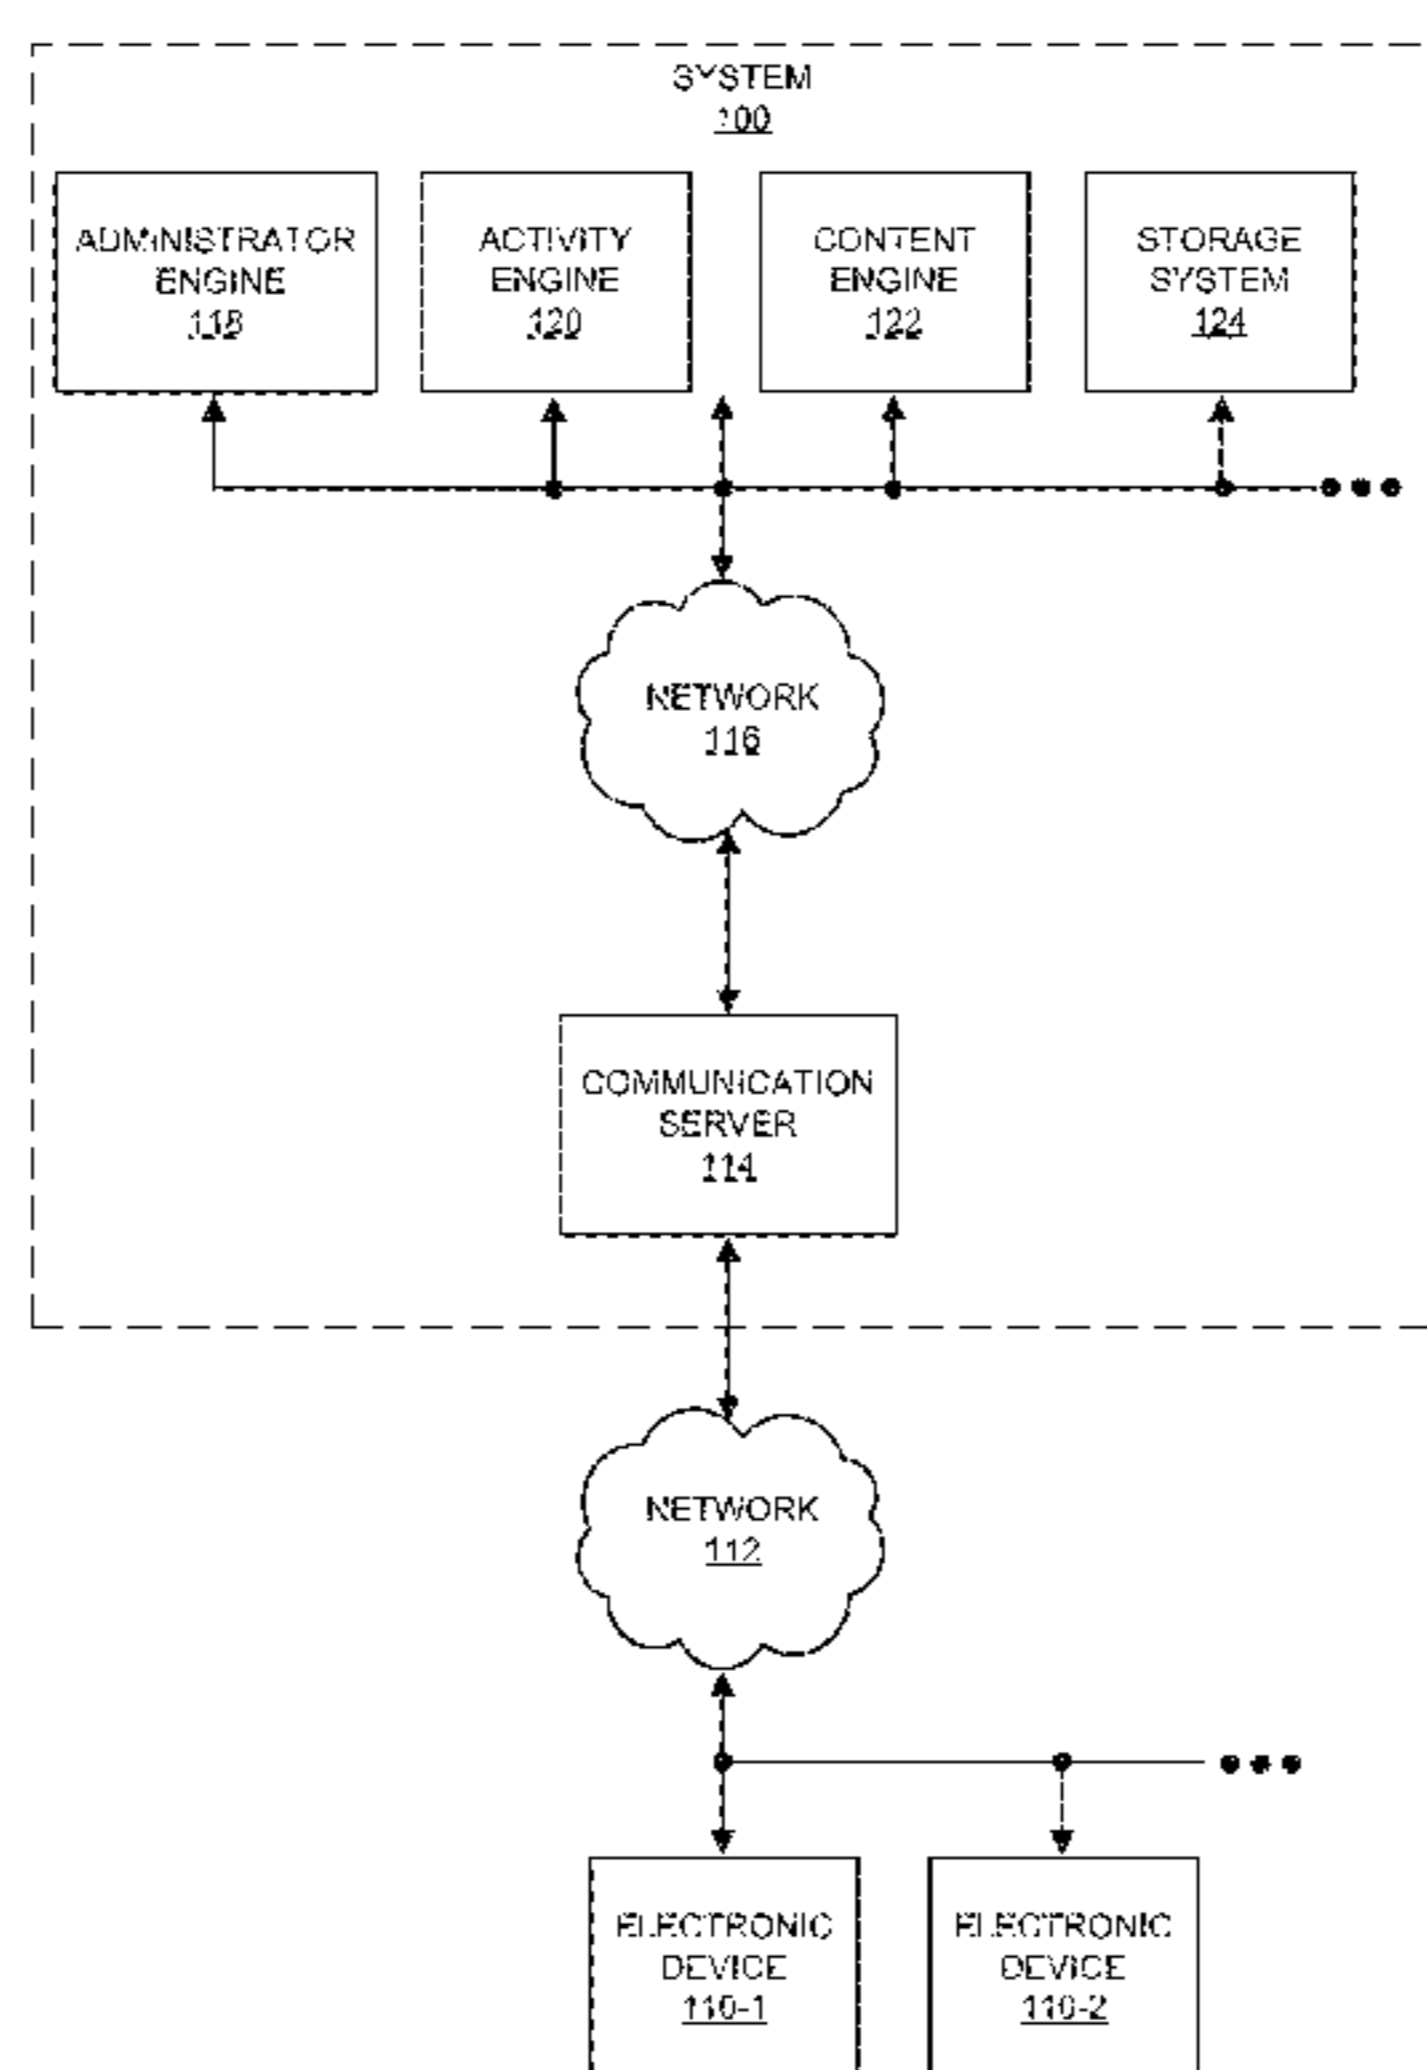 SYSTEM
100
ADMINISTRATOR
ENGINE
118
ACTIVITY
ENGINE
120
CONTENT
ENGINE
122
STORAGE
SYSTEM
124
NETWORK
116
COMMUNICATION
SERVER
114
NETWORK
112
ELECTRONIC
DEVICE
110-1
ELECTRONIC
DEVICE
110-2